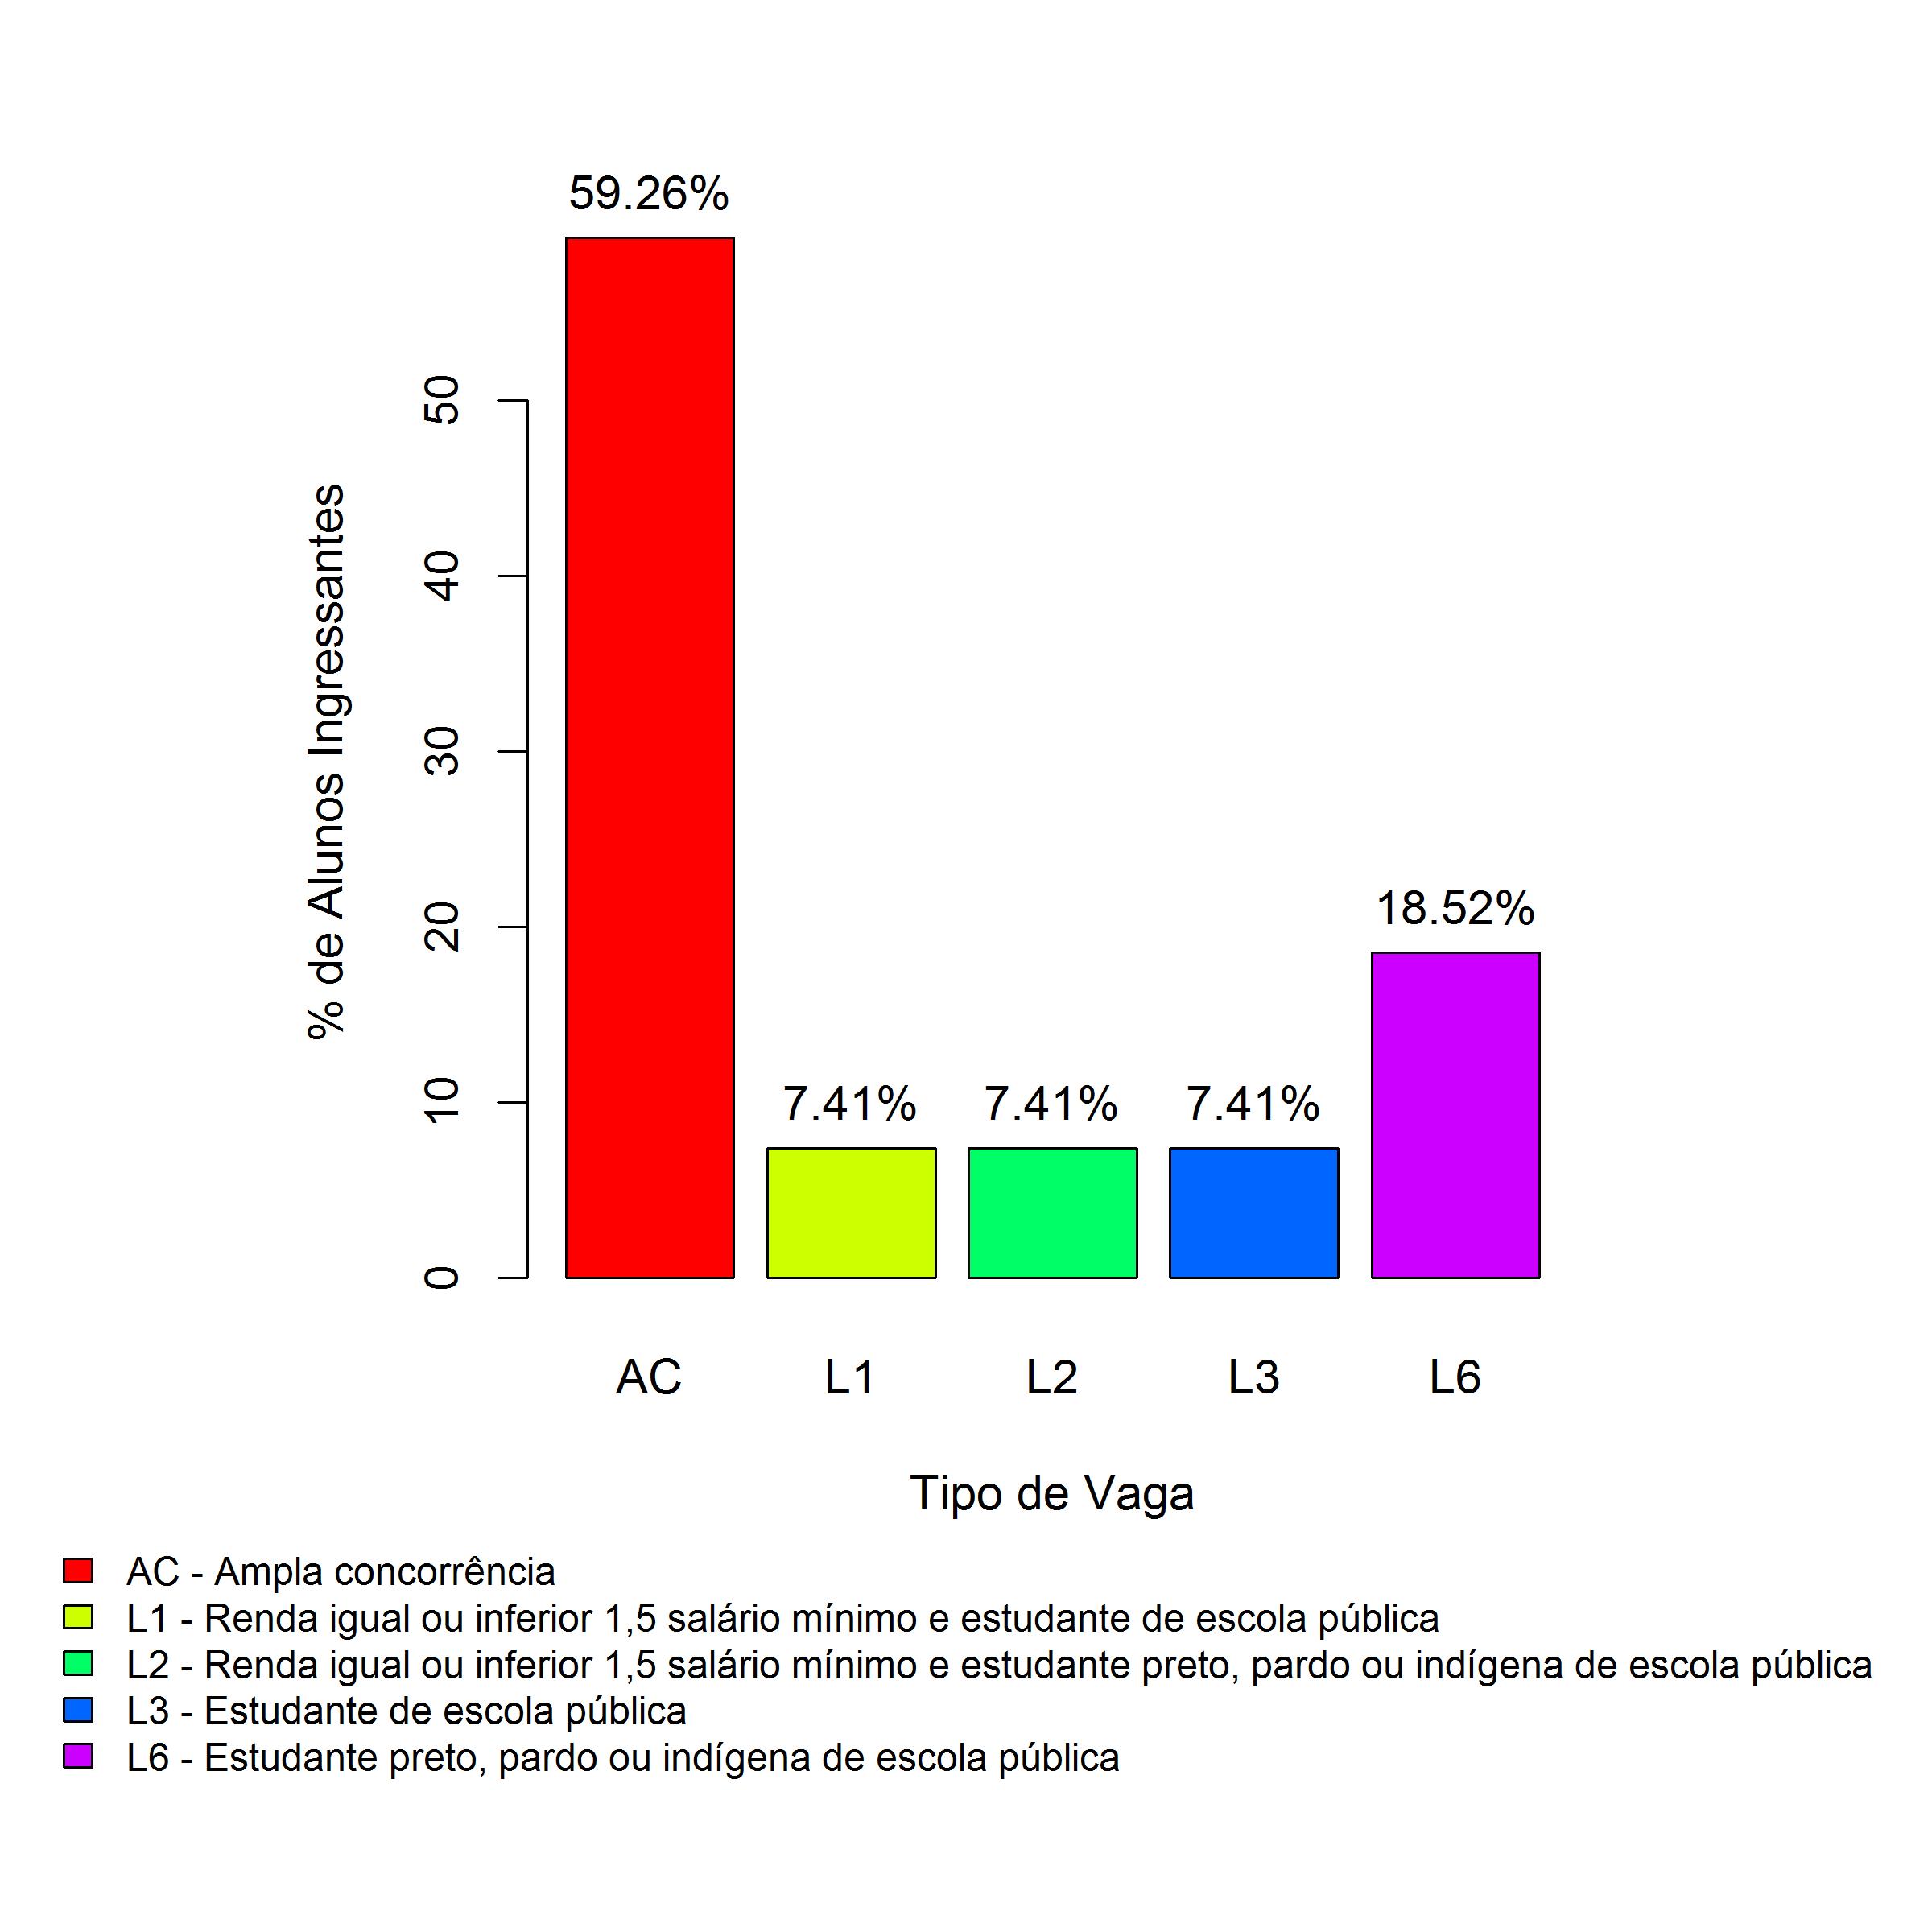 59.26%
7.41%
7.41%
7.41%
18.52%
% de Alunos Ingressantes
50
40
30
20
10
0
AC
L1
L2
L3
L6
Tipo de Vaga
AC - Ampla concorrência
L1 - Renda igual ou inferior 1,5 salário mínimo e estudante de escola pública
L2 - Renda igual ou inferior 1,5 salário mínimo e estudante preto, pardo ou indígena de escola pública
L3 - Estudante de escola pública
L6 - Estudante preto, pardo ou indígena de escola pública